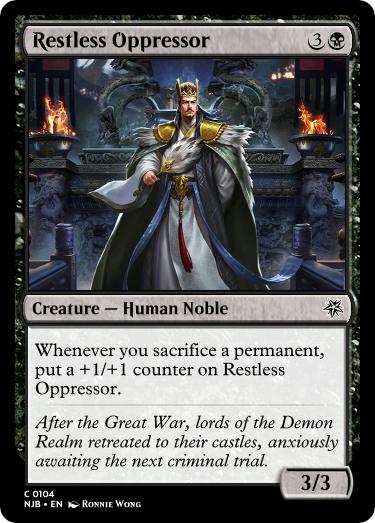 Restless Oppressor 3
Creature — Human Noble
Whenever you sacrifice a permanent,
put a +1/+1 counter on Restless
Oppressor.
After the Great War, lords of the Demon
Realm retreated to their castles, anxiously
awaiting the next criminal trial.
3/3
C 0104
NJB • EN Ronnie Wong